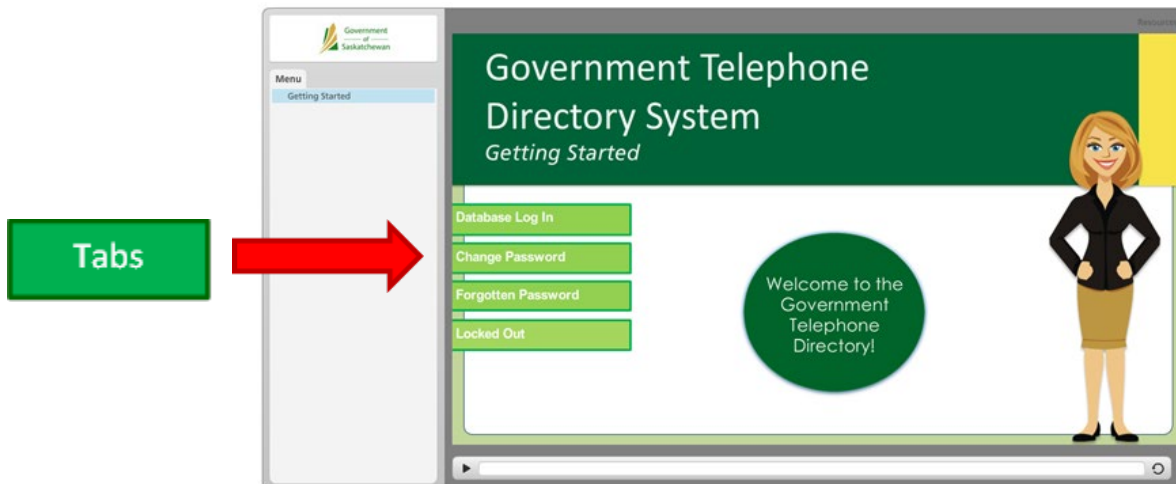 Government
of
Saskatchewan
Resources
Menu
Getting Started
Government Telephone
Directory System
Getting Started
Tabs
Database Log In
Change Password
Forgotten Password
Locked Out
Welcome to the
Government
Telephone
Directory!